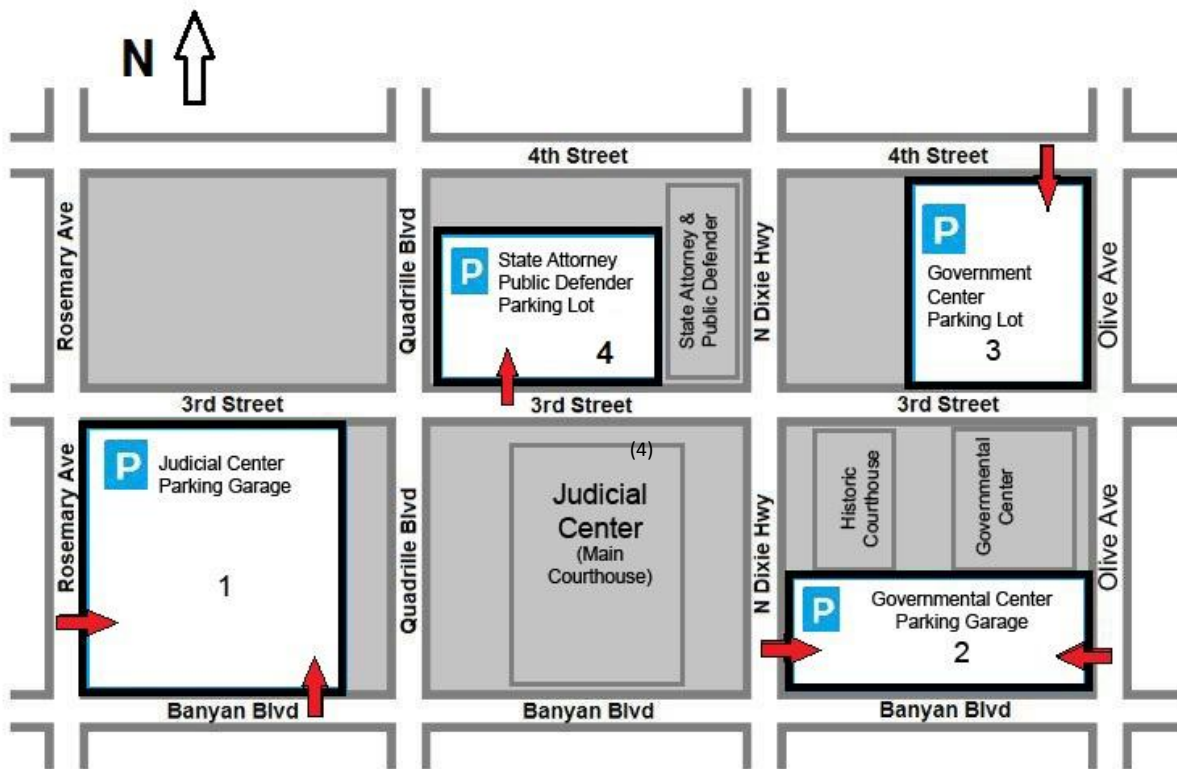 N
4th Street
4th Street
Rosemary Ave
Quadrille Blvd
P
State Attorney
Public Defender
Parking Lot
4
State Attorney &
Public Defender
N Dixie Hwy
P
Government
Center
Parking Lot
3
Olive Ave
3rd Street
3rd Street
3rd Street
Rosemary Ave
P
Judicial Center
Parking Garage
1
Quadrille Blvd
(4)
Judicial
Center
(Main
Courthouse)
N Dixie Hwy
Historic
Courthouse
Governmental
Center
Olive Ave
P
Governmental Center
Parking Garage
2
Banyan Blvd
Banyan Blvd
Banyan Blvd